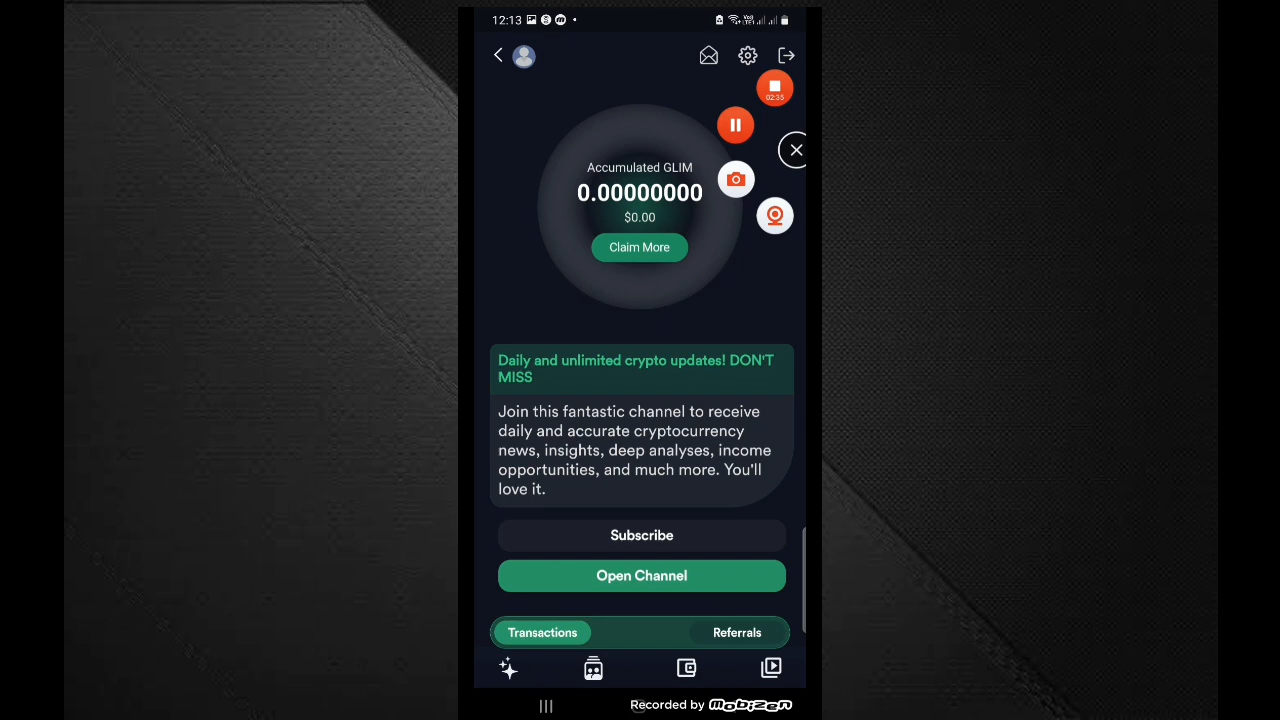 12:13
02:35
Accumulated GLIM
0.00000000
$0.00
Claim More
Daily and unlimited crypto updates! DON'T
MISS
Join this fantastic channel to receive
daily and accurate cryptocurrency
news, insights, deep analyses, income
opportunities, and much more. You'll
love it.
Subscribe
Open Channel
Transactions Referrals
Recorded by mobizen